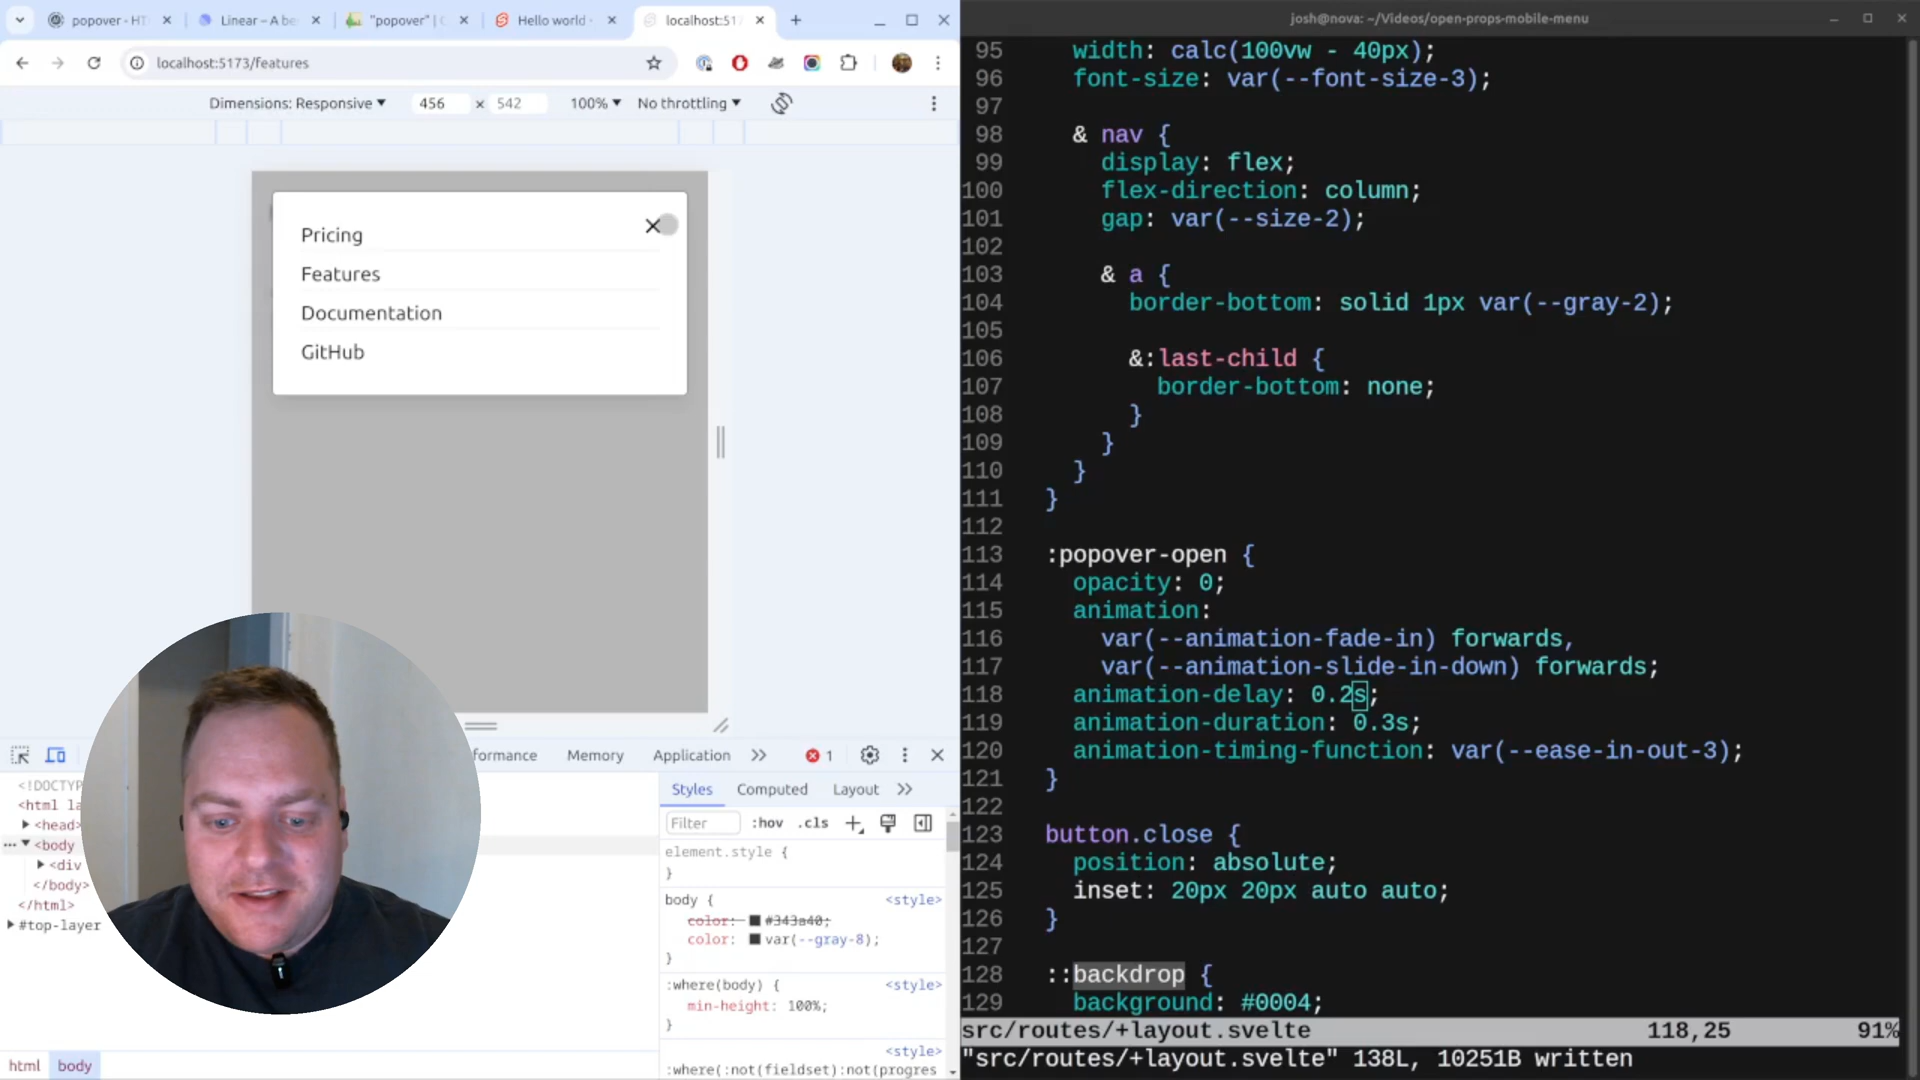 popover - HT
Linear – A be
"popover" | C
Hello world -
localhost:517
localhost:5173/features
Dimensions: Responsive
456 × 542
100%
No throttling
Pricing
Features
Documentation
GitHub
formance
Memory
Application
1
<!DOCTYP
<html la
<head>
<body
<div
</body>
</html>
#top-layer
html body
Styles
Computed
Layout
Filter
:hov .cls
element.style {
}
body { <style>
color: #343a40;
color: var(--gray-8);
}
:where(body) { <style>
min-height: 100%;
}
<style>
:where(:not(fieldset):not(progres
josh@nova: ~/Videos/open-props-mobile-menu
95 width: calc(100vw - 40px);
96 font-size: var(--font-size-3);
97
98 & nav {
99 display: flex;
100 flex-direction: column;
101 gap: var(--size-2);
102
103 & a {
104 border-bottom: solid 1px var(--gray-2);
105
106 &:last-child {
107 border-bottom: none;
108 }
109 }
110 }
111 }
112
113 :popover-open {
114 opacity: 0;
115 animation:
116 var(--animation-fade-in) forwards,
117 var(--animation-slide-in-down) forwards;
118 animation-delay: 0.2s;
119 animation-duration: 0.3s;
120 animation-timing-function: var(--ease-in-out-3);
121 }
122
123 button.close {
124 position: absolute;
125 inset: 20px 20px auto auto;
126 }
127
128 ::backdrop {
129 background: #0004;
src/routes/+layout.svelte 118,25 91%
"src/routes/+layout.svelte" 138L, 10251B written